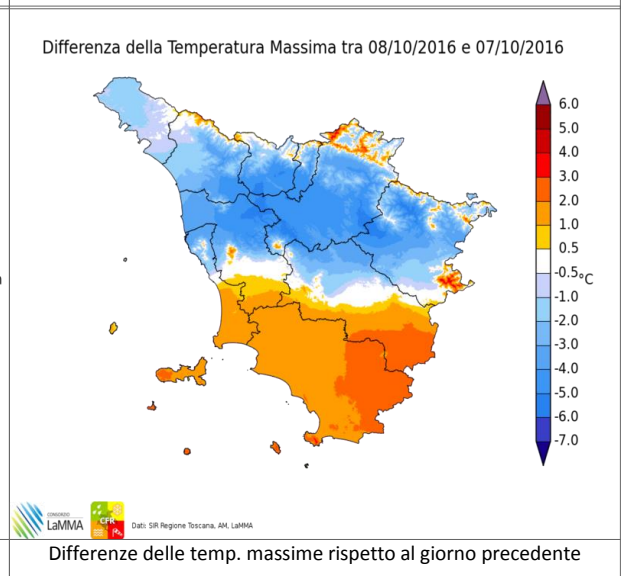 Differenza della Temperatura Massima tra 08/10/2016 e 07/10/2016
6.0
5.0
4.0
3.0
2.0
1.0
0.5
-0.5
°C
-1.0
-2.0
-3.0
-4.0
-5.0
-6.0
-7.0
CONSORZIO
LaMMA
CFR
Dati: SIR Regione Toscana, AM, LaMMA
Differenze delle temp. massime rispetto al giorno precedente